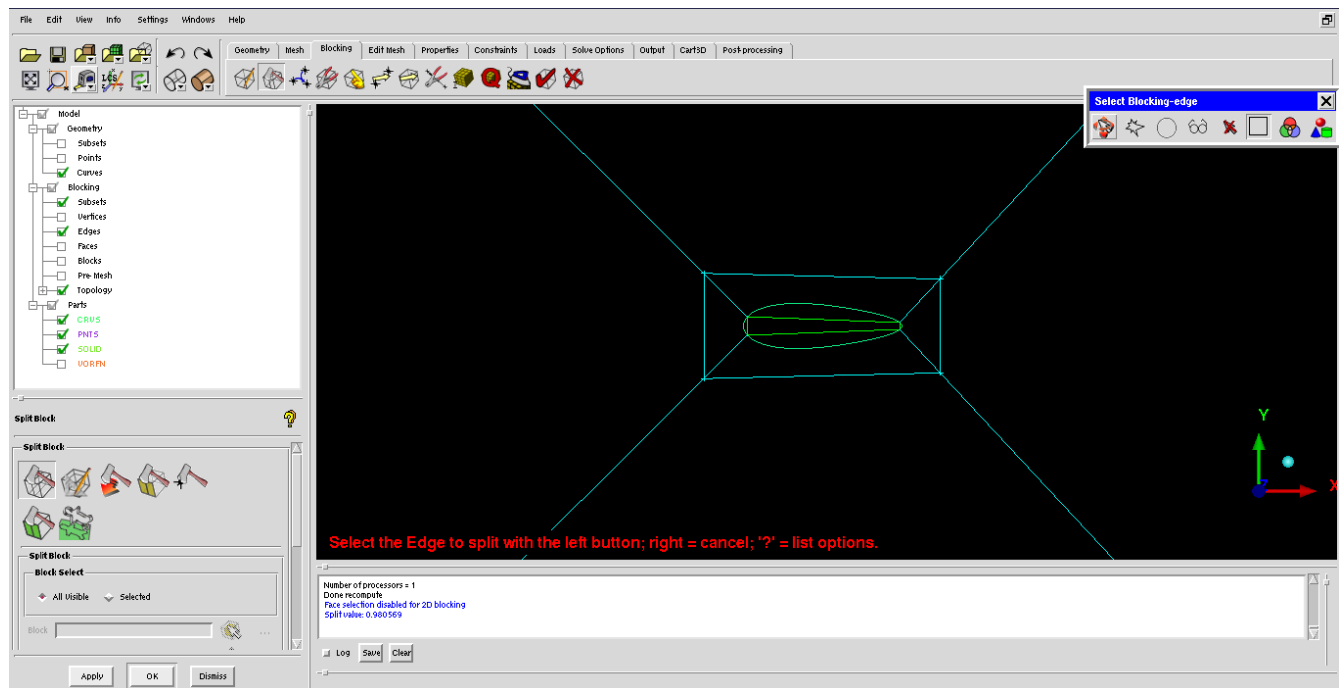 File Edit View Info Settings Windows Help
Geometry Mesh Blocking Edit Mesh Properties Constraints Loads Solve Options Output Cart3D Post-processing
LCS
Select Blocking-edge
Model
Geometry
Subsets
Points
Curves
Blocking
Subsets
Vertices
Edges
Faces
Blocks
Pre-Mesh
Topology
Parts
CRVS
PNTS
SOLID
VORFN
Split Block
Split Block
Split Block
Block Select
All Visible Selected
Block ...
Apply OK Dismiss
Y
Z X
Select the Edge to split with the left button; right = cancel; '?' = list options.
Number of processors = 1
Done recompute
Face selection disabled for 2D blocking
Split value: 0.980569
Log Save Clear